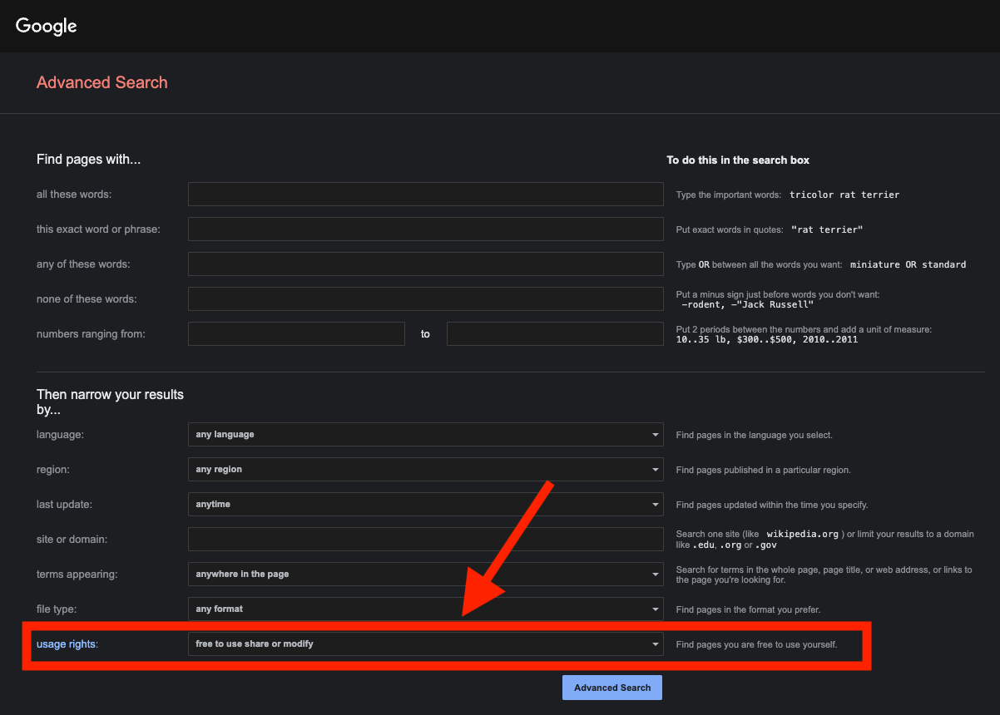 Google
Advanced Search
Find pages with...
To do this in the search box
all these words:
Type the important words: tricolor rat terrier
this exact word or phrase:
Put exact words in quotes: "rat terrier"
any of these words:
Type OR between all the words you want: miniature OR standard
none of these words:
Put a minus sign just before words you don't want:
-rodent, -"Jack Russell"
numbers ranging from:
to
Put 2 periods between the numbers and add a unit of measure:
10..35 lb, $300..$500, 2010..2011
Then narrow your results
by...
language:
any language
Find pages in the language you select.
region:
any region
Find pages published in a particular region.
last update:
anytime
Find pages updated within the time you specify.
site or domain:
Search one site (like wikipedia.org ) or limit your results to a domain
like .edu, .org or .gov
terms appearing:
anywhere in the page
Search for terms in the whole page, page title, or web address, or links to
the page you're looking for.
file type:
any format
Find pages in the format you prefer.
usage rights:
free to use share or modify
Find pages you are free to use yourself.
Advanced Search